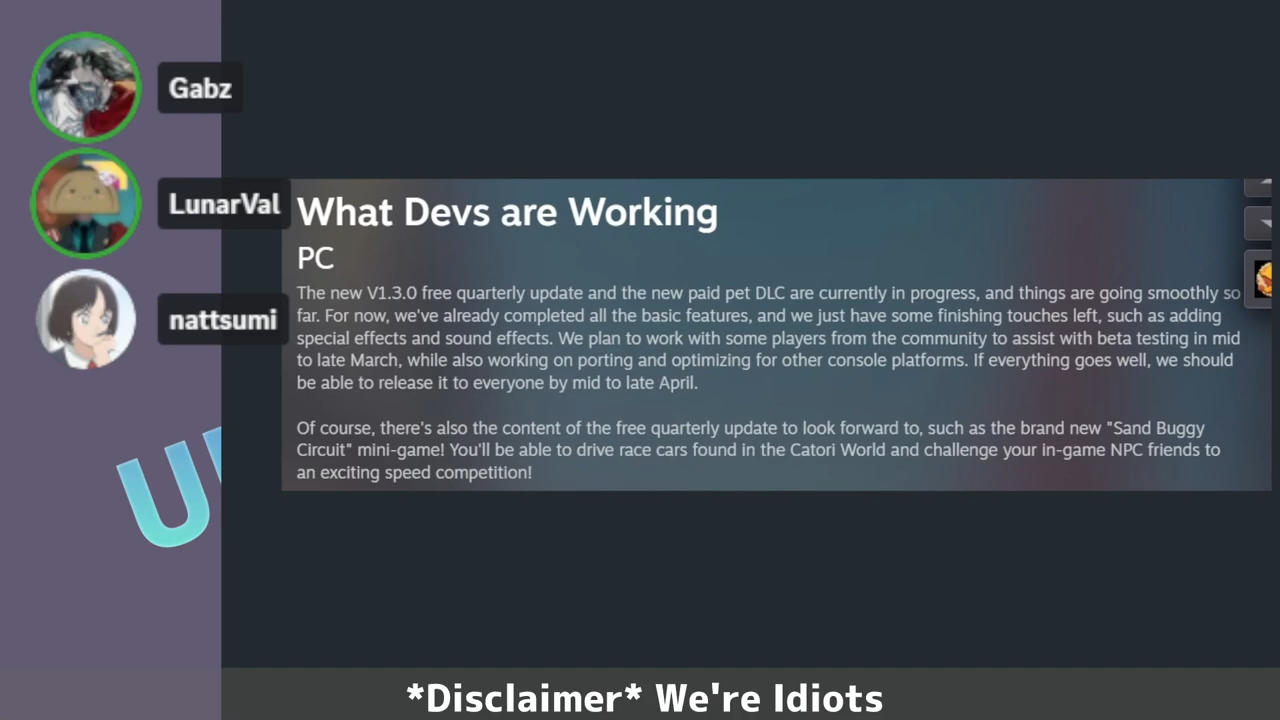 Gabz
LunarVal
nattsumi
What Devs are Working
PC
The new V1.3.0 free quarterly update and the new paid pet DLC are currently in progress, and things are going smoothly so
far. For now, we've already completed all the basic features, and we just have some finishing touches left, such as adding
special effects and sound effects. We plan to work with some players from the community to assist with beta testing in mid
to late March, while also working on porting and optimizing for other console platforms. If everything goes well, we should
be able to release it to everyone by mid to late April.
Of course, there's also the content of the free quarterly update to look forward to, such as the brand new "Sand Buggy
Circuit" mini-game! You'll be able to drive race cars found in the Catori World and challenge your in-game NPC friends to
an exciting speed competition!
*Disclaimer* We're Idiots